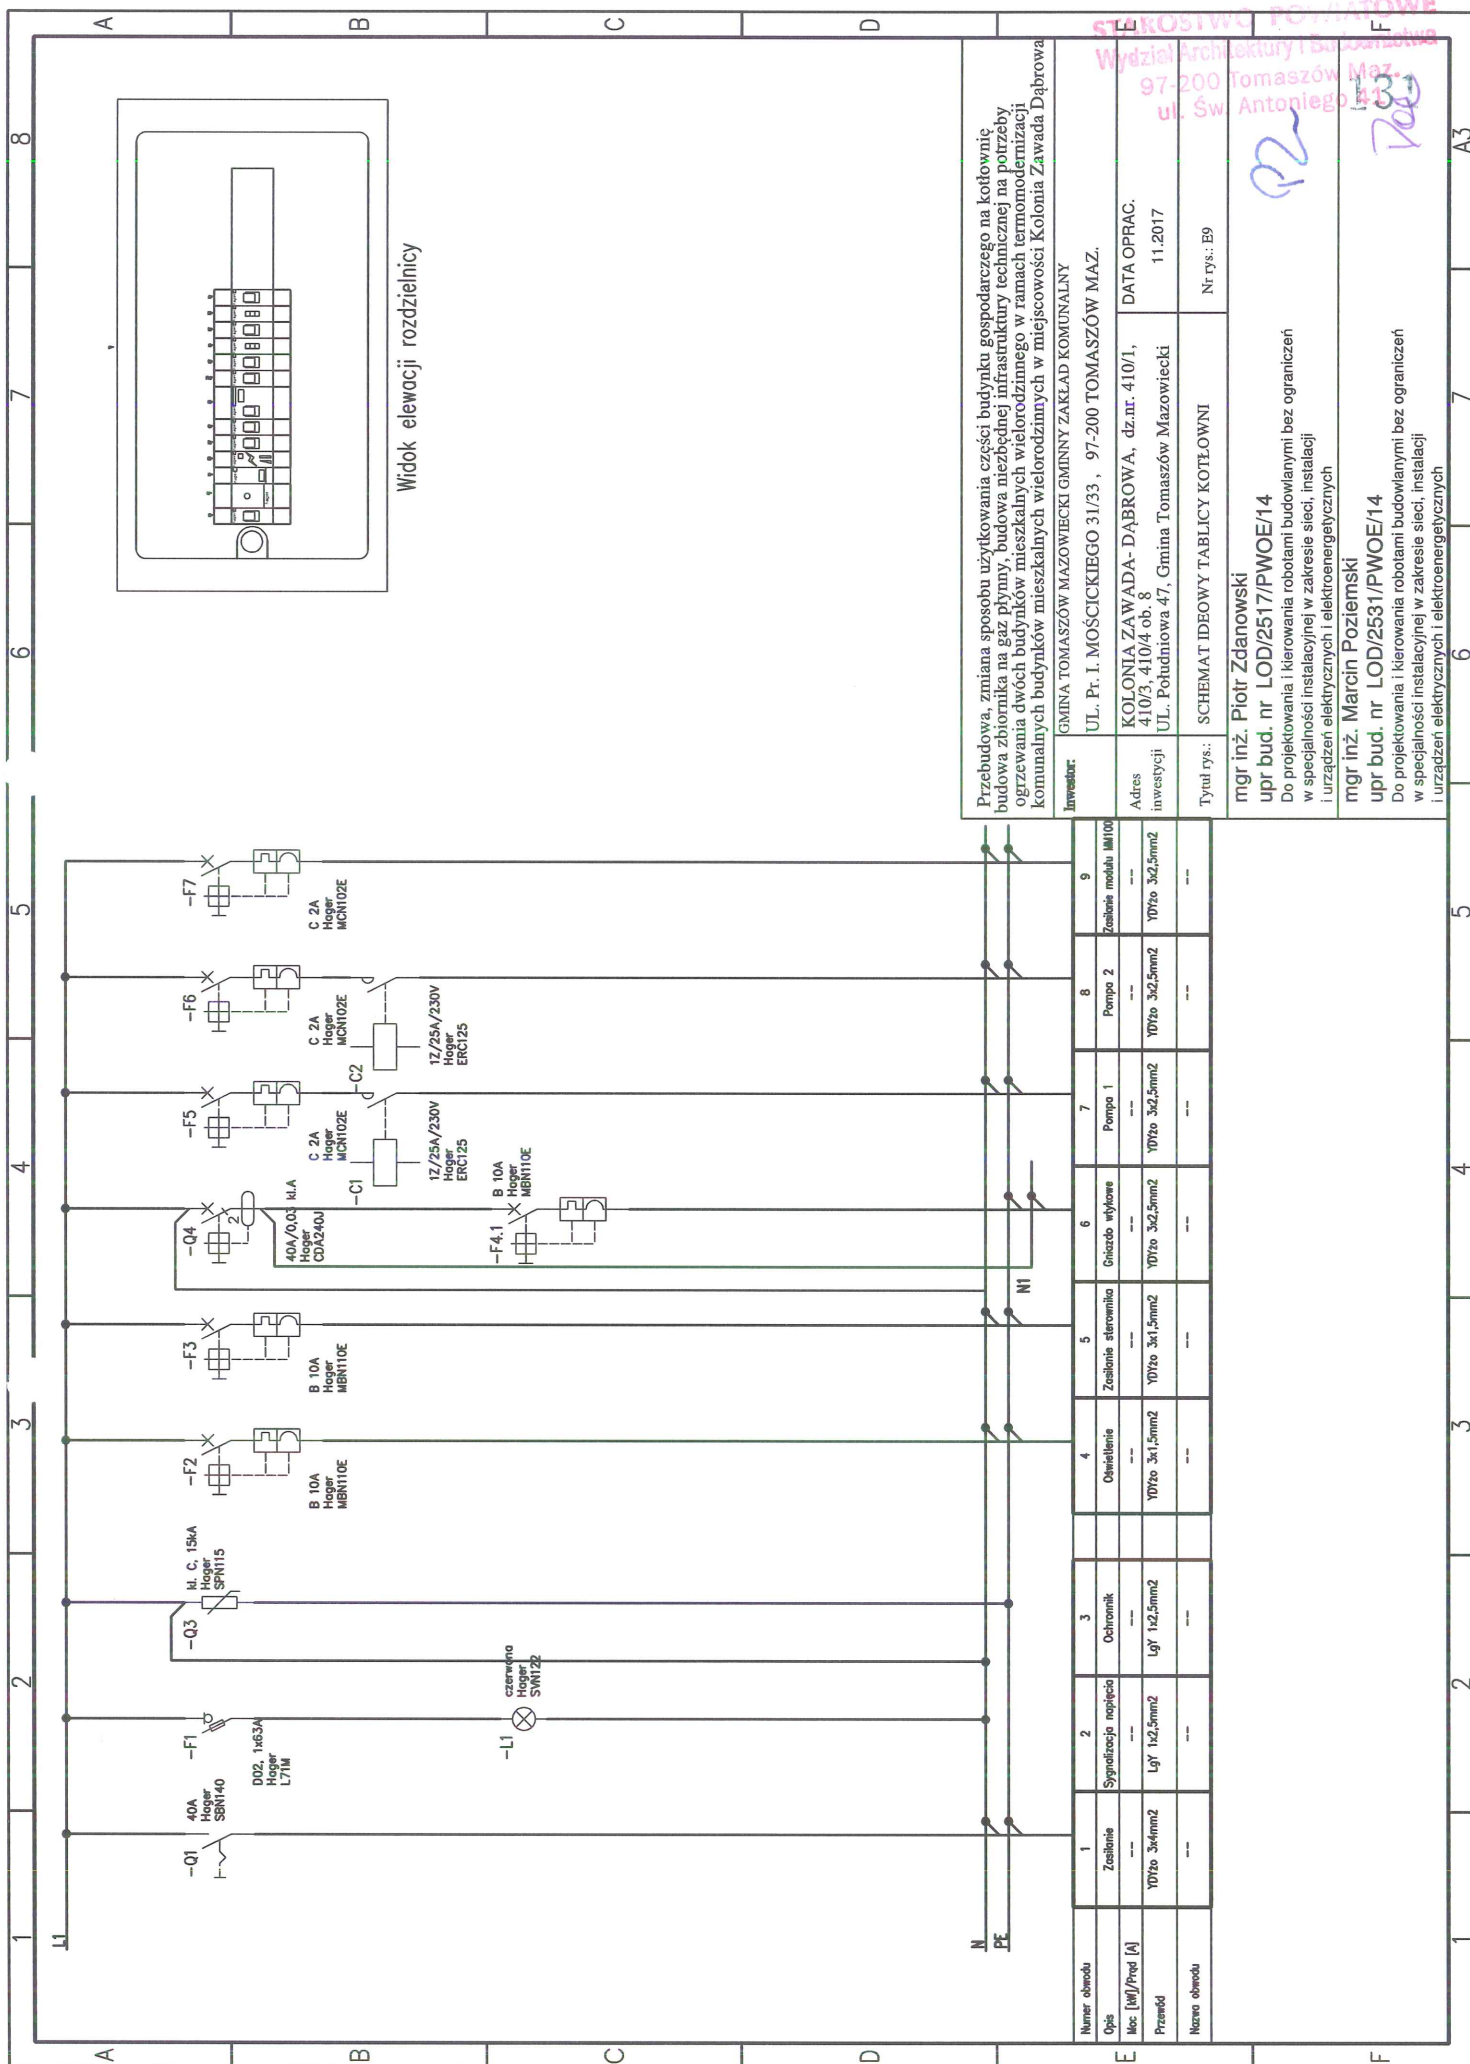 1
2
3
4
5
6
7
8
A
B
C
D
E
F
L1
-Q1
40A
Hager
SBN140
-F1
D02, 1x63A
Hager
L71M
-L1
czerwona
Hager
SVN122
-Q3
kl. C, 15kA
Hager
SPN115
-F2
B 10A
Hager
MBN110E
-F3
B 10A
Hager
MBN110E
-Q4
2
40A/0,03 kl.A
Hager
CDA240J
-F4.1
B 10A
Hager
MBN110E
N1
-F5
C 2A
Hager
MCN102E
-C1
1Z/25A/230V
Hager
ERC125
-F6
C 2A
Hager
MCN102E
-C2
1Z/25A/230V
Hager
ERC125
-F7
C 2A
Hager
MCN102E
N
PE
Widok elewacji rozdzielnicy
Numer obwodu 1 2 3 4 5 6 7 8 9
Opis Zasilanie Sygnalizacja napięcia Ochronnik Oświetlenie Zasilanie sterownika Gniazdo wtykowe Pompa 1 Pompa 2 Zasilanie modułu MM100
Moc [kW]/Prąd [A] -- -- -- -- -- -- -- -- --
Przewód YDYżo 3x4mm2 LgY 1x2,5mm2 LgY 1x2,5mm2 YDYżo 3x1,5mm2 YDYżo 3x1,5mm2 YDYżo 3x2,5mm2 YDYżo 3x2,5mm2 YDYżo 3x2,5mm2 YDYżo 3x2,5mm2
Nazwa obwodu -- -- -- -- -- -- -- -- --
Przebudowa, zmiana sposobu użytkowania części budynku gospodarczego na kotłownię
budowa zbiornika na gaz płynny, budowa niezbędnej infrastruktury technicznej na potrzeby
ogrzewania dwóch budynków mieszkalnych wielorodzinnego w ramach termomodernizacji
komunalnych budynków mieszkalnych wielorodzinnych w miejscowości Kolonia Zawada Dąbrowa
Inwestor:
GMINA TOMASZÓW MAZOWIECKI GMINNY ZAKŁAD KOMUNALNY
UL. Pr. I. MOŚCICKIEGO 31/33 , 97-200 TOMASZÓW MAZ.
Adres
inwestycji
KOLONIA ZAWADA- DĄBROWA, dz.nr. 410/1,
410/3, 410/4 ob. 8
UL. Południowa 47, Gmina Tomaszów Mazowiecki
DATA OPRAC.
11.2017
Tytuł rys.: SCHEMAT IDEOWY TABLICY KOTŁOWNI
Nr rys.: E9
mgr inż. Piotr Zdanowski
upr bud. nr LOD/2517/PWOE/14
Do projektowania i kierowania robotami budowlanymi bez ograniczeń
w specjalności instalacyjnej w zakresie sieci, instalacji
i urządzeń elektrycznych i elektroenergetycznych
mgr inż. Marcin Poziemski
upr bud. nr LOD/2531/PWOE/14
Do projektowania i kierowania robotami budowlanymi bez ograniczeń
w specjalności instalacyjnej w zakresie sieci, instalacji
i urządzeń elektrycznych i elektroenergetycznych
STAROSTWO POWIATOWE
Wydział Architektury i Budownictwa
97-200 Tomaszów Maz.
ul. Św. Antoniego 41
131
1
2
3
4
5
6
7
A3
A
B
C
D
E
F